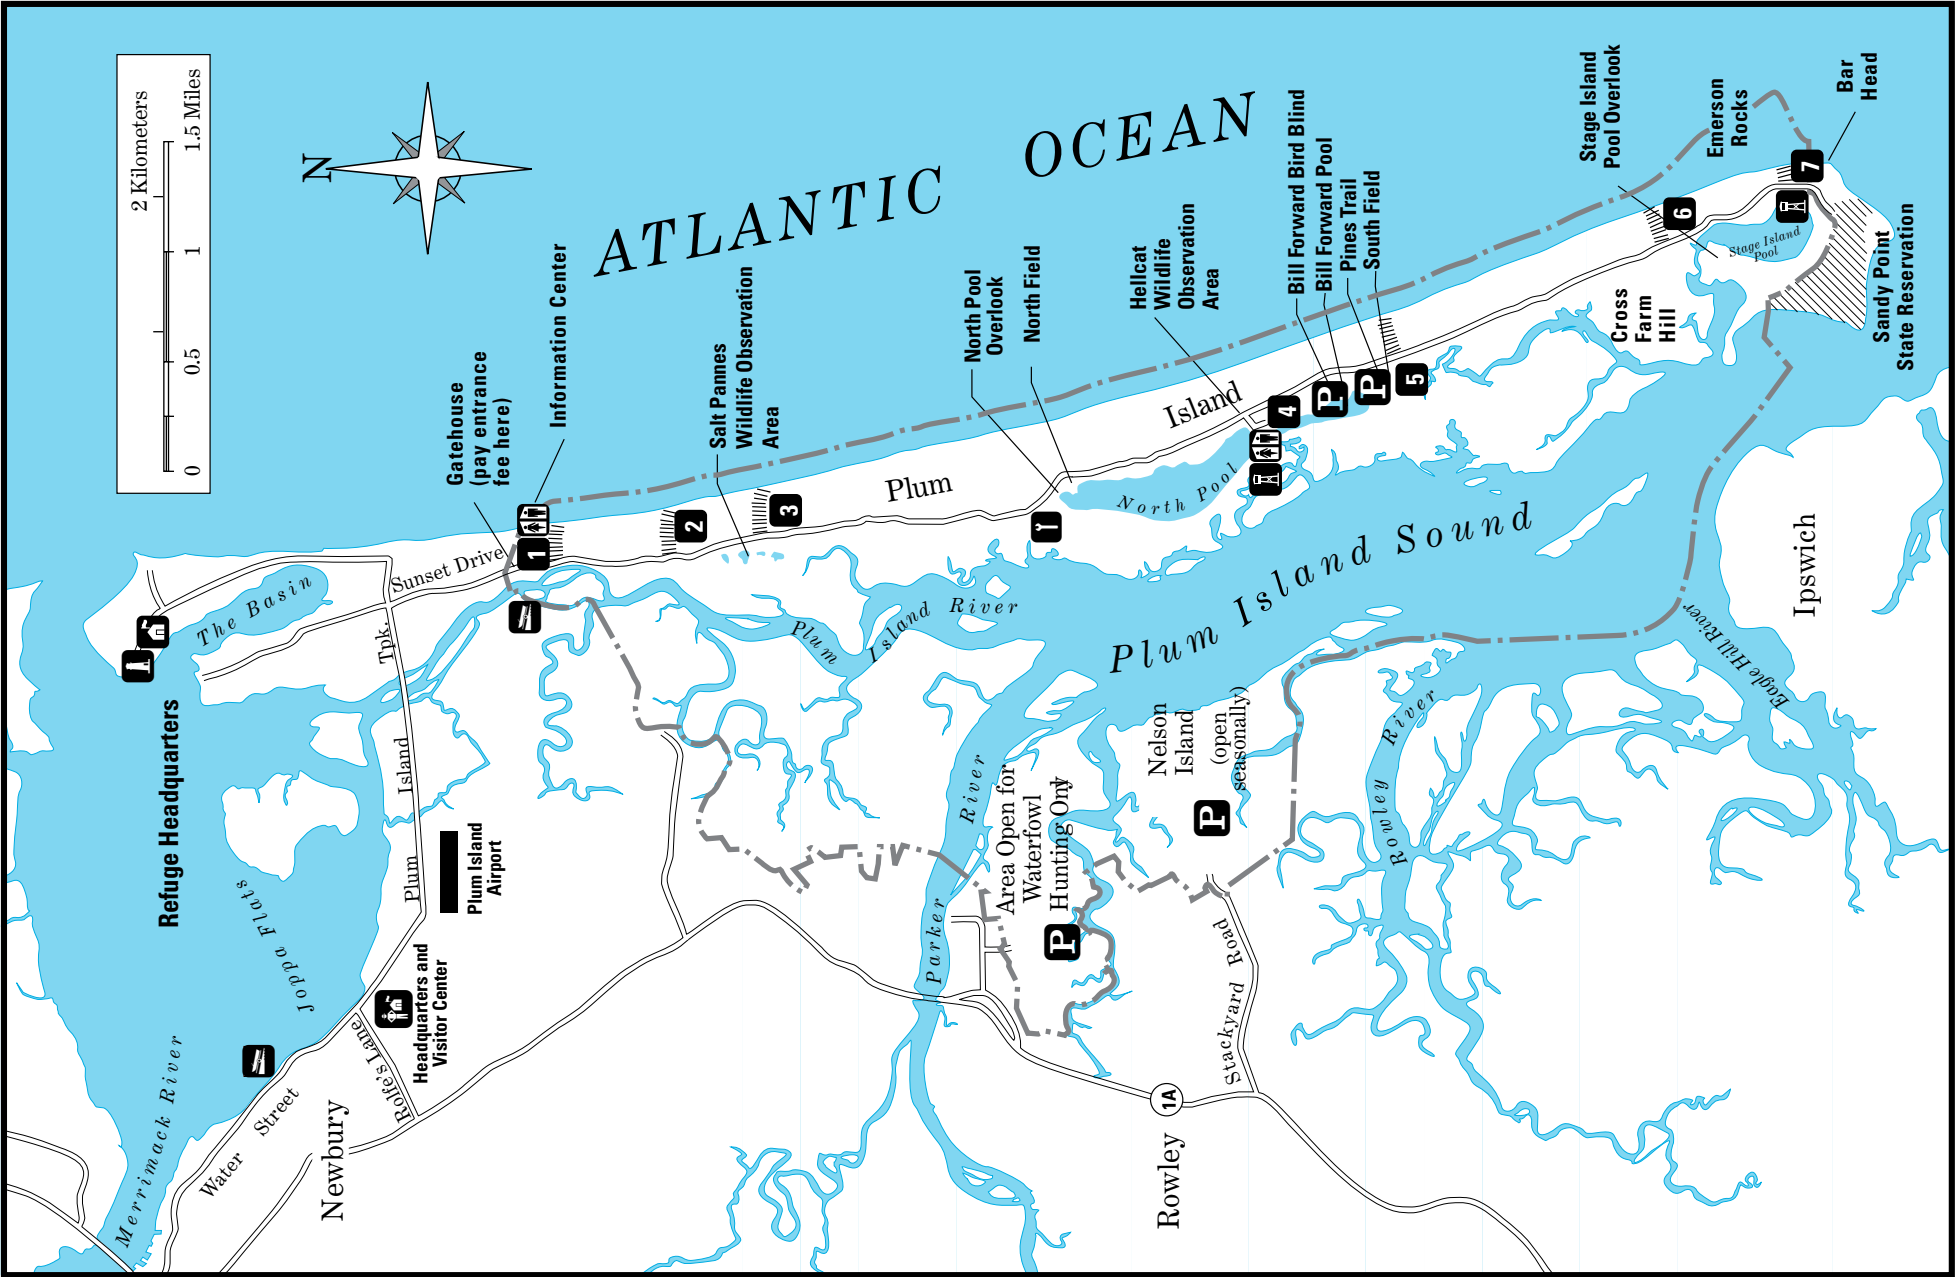 2 Kilometers
0
0.5
1
1.5 Miles
N
ATLANTIC OCEAN
Gatehouse
(pay entrance
fee here)
Information Center
Salt Pannes
Wildlife Observation
Area
North Pool
Overlook
North Field
Hellcat
Wildlife
Observation
Area
Bill Forward Bird Blind
Bill Forward Pool
Pines Trail
South Field
Stage Island
Pool Overlook
Emerson
Rocks
Bar
Head
Sandy Point
State Reservation
Cross
Farm
Hill
Stage Island
Pool
1
2
3
4
5
6
7
P
P
Plum
Island
North Pool
Sunset Drive
The Basin
Plum
Island
Tpk.
Plum Island
Airport
Refuge Headquarters
Joppa Flats
Headquarters and
Visitor Center
Merrimack River
Water
Street
Rolfe's Lane
Newbury
Plum
Island River
Plum Island Sound
Parker
River
Area Open for
Waterfowl
Hunting Ony
P
Nelson
Island
(open
seasonally)
P
Stackyard Road
1A
Rowley
Rowley
River
Eagle Hill River
Ipswich